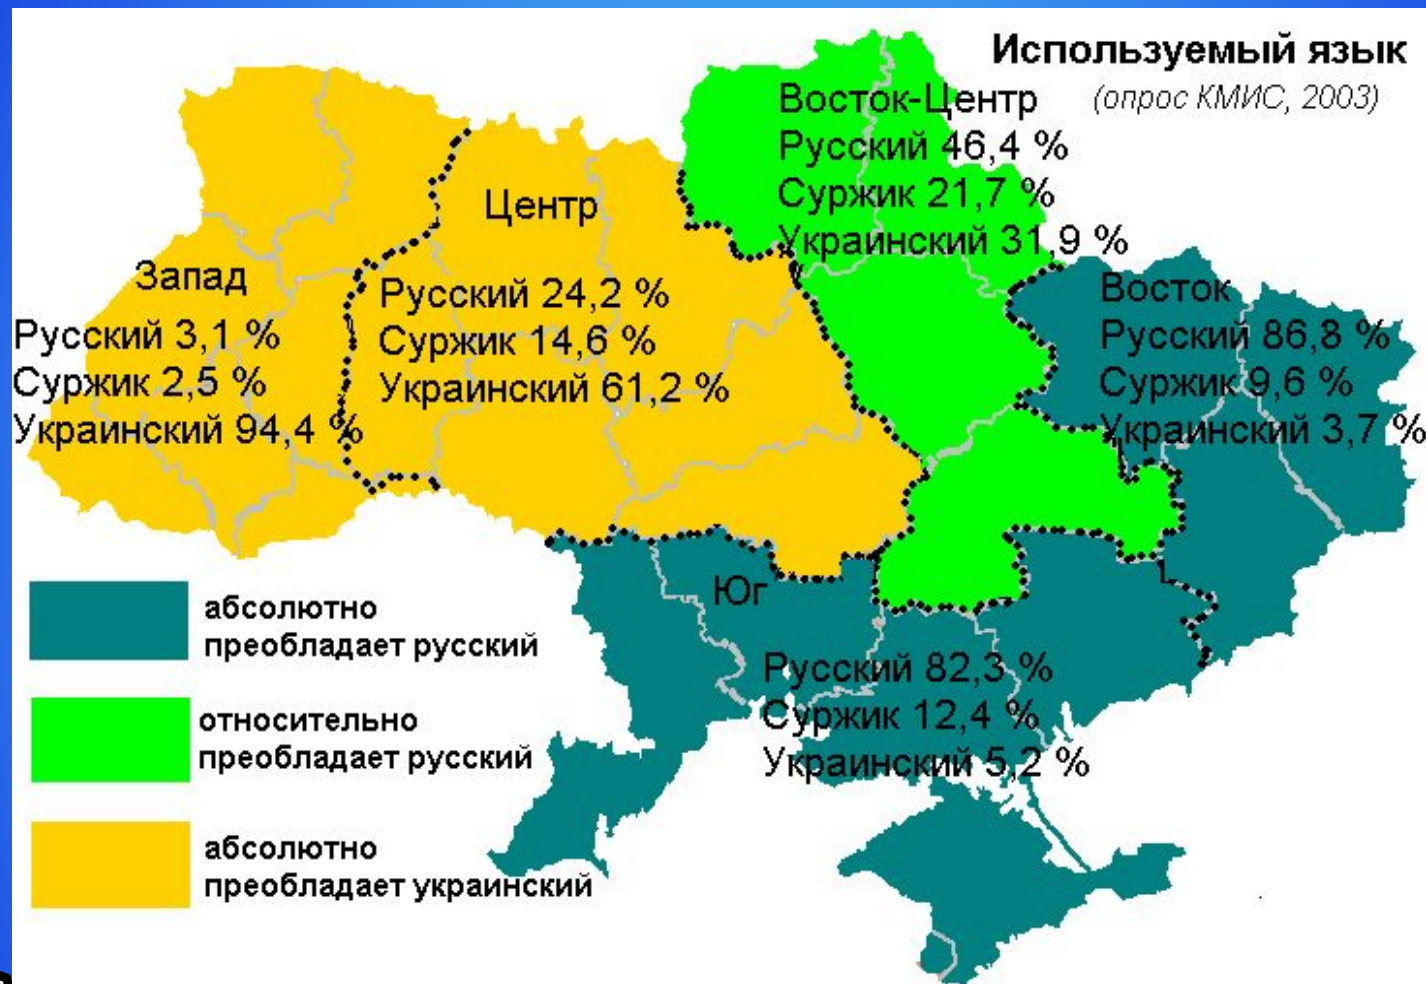 Используемый язык
(опрос КМИС, 2003)
Восток-Центр
Русский 46,4 %
Суржик 21,7 %
Украинский 31,9 %
Центр
Русский 24,2 %
Суржик 14,6 %
Украинский 61,2 %
Запад
Русский 3,1 %
Суржик 2,5 %
Украинский 94,4 %
Восток
Русский 86,8 %
Суржик 9,6 %
Украинский 3,7 %
Юг
Русский 82,3 %
Суржик 12,4 %
Украинский 5,2 %
абсолютно
преобладает русский
относительно
преобладает русский
абсолютно
преобладает украинский